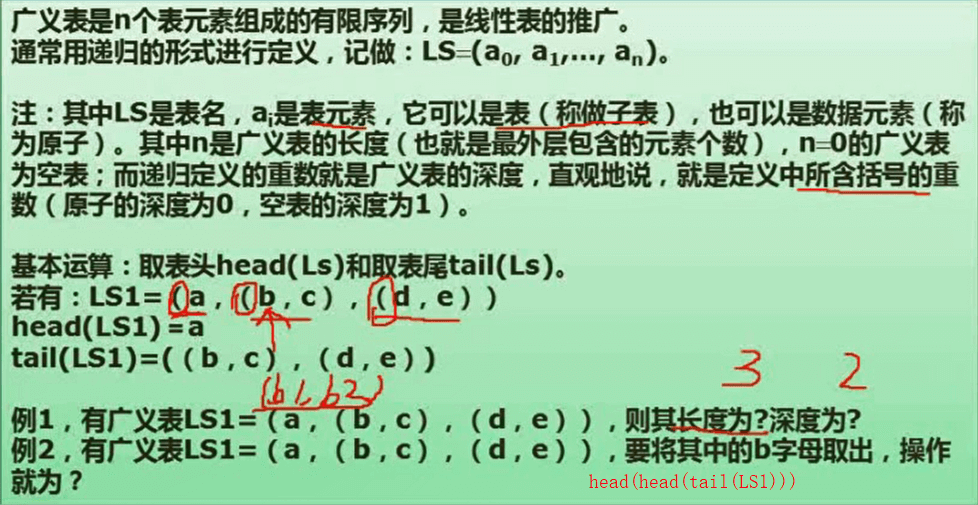 广义表是n个表元素组成的有限序列，是线性表的推广。
通常用递归的形式进行定义，记做：LS=(a₀, a₁,..., aₙ)。
注：其中LS是表名，aᵢ是表元素，它可以是表（称做子表），也可以是数据元素（称
为原子）。其中n是广义表的长度（也就是最外层包含的元素个数），n=0的广义表
为空表；而递归定义的重数就是广义表的深度，直观地说，就是定义中所含括号的重
数（原子的深度为0，空表的深度为1）。
基本运算：取表头head(Ls)和取表尾tail(Ls)。
若有：LS1=（a，（b，c），（d，e））
head(LS1)=a
tail(LS1)=(（b，c），（d，e）)
3 2
(b1, b2)
例1，有广义表LS1=（a，（b，c），（d，e）），则其长度为?深度为?
例2，有广义表LS1=（a，（b，c），（d，e）），要将其中的b字母取出，操作
就为？
head(head(tail(LS1)))